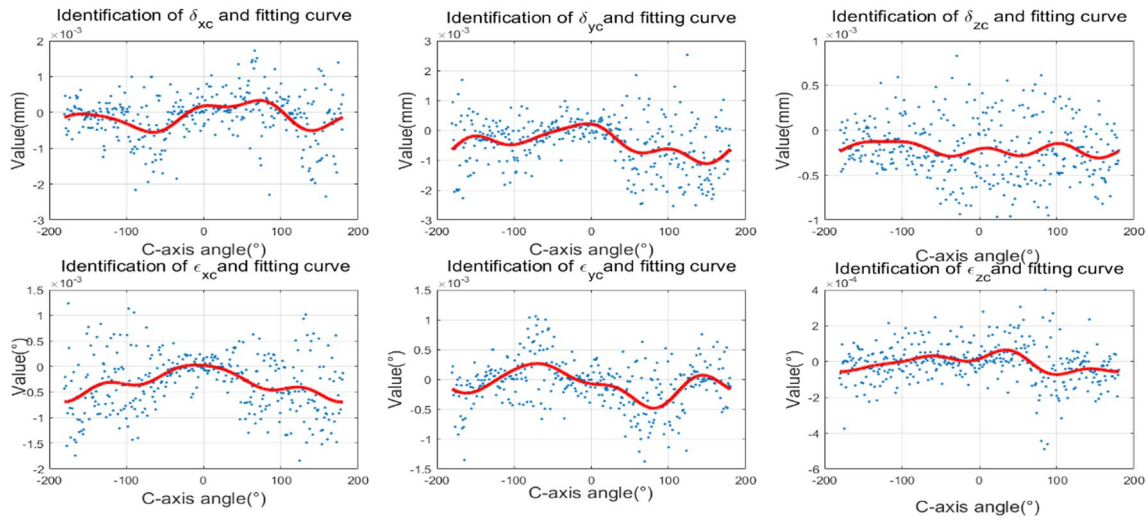 Identification of δxc and fitting curve
×10-3
2
1
0
-1
-2
-3
Value(mm)
-200 -100 0 100 200
C-axis angle(°)
Identification of δyc and fitting curve
×10-3
3
2
1
0
-1
-2
-3
Value(mm)
-200 -100 0 100 200
C-axis angle(°)
Identification of δzc and fitting curve
×10-3
1
0.5
0
-0.5
-1
Value(mm)
-200 -100 0 100 200
C-axis angle(°)
Identification of ϵxc and fitting curve
×10-3
1.5
1
0.5
0
-0.5
-1
-1.5
-2
Value(°)
-200 -100 0 100 200
C-axis angle(°)
Identification of ϵyc and fitting curve
×10-3
1.5
1
0.5
0
-0.5
-1
-1.5
Value(°)
-200 -100 0 100 200
C-axis angle(°)
Identification of ϵzc and fitting curve
×10-4
4
2
0
-2
-4
-6
Value(°)
-200 -100 0 100 200
C-axis angle(°)